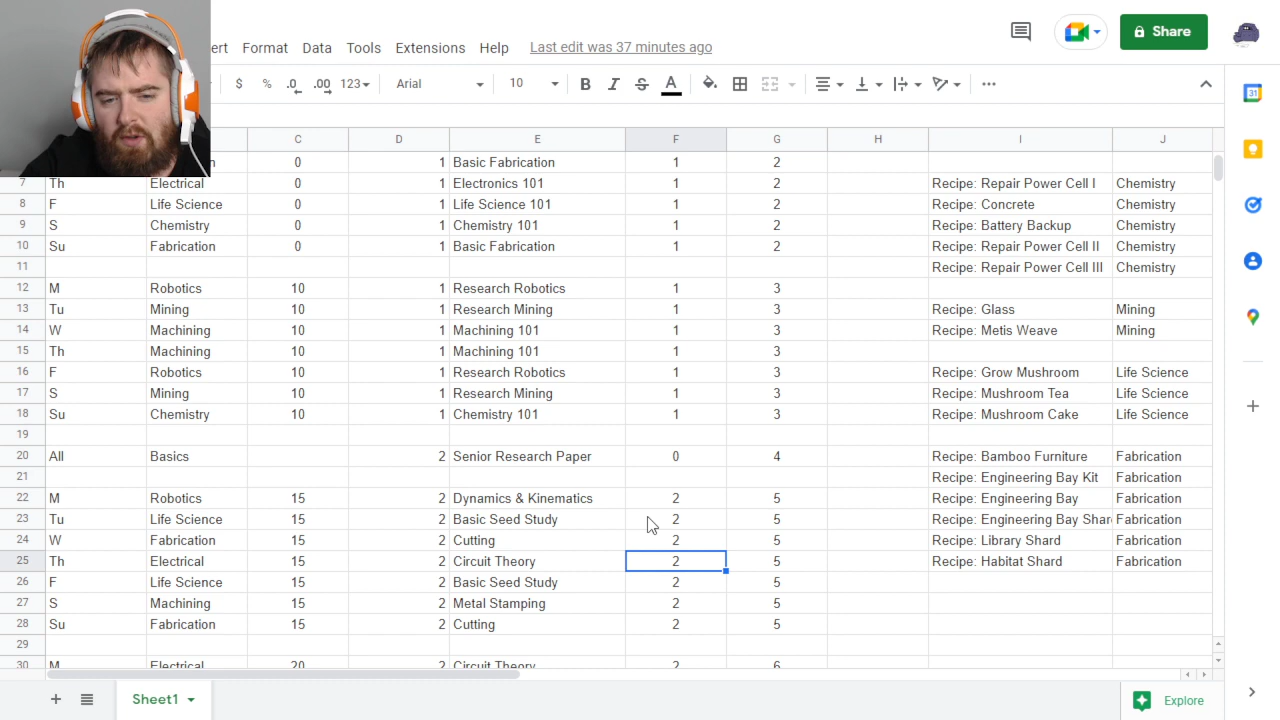 ert Format Data Tools Extensions Help Last edit was 37 minutes ago Share
$ % .0 .00 123 Arial 10 B I S A
C D E F G H I J
n 0 1 Basic Fabrication 1 2
7 Th Electrical 0 1 Electronics 101 1 2 Recipe: Repair Power Cell I Chemistry
8 F Life Science 0 1 Life Science 101 1 2 Recipe: Concrete Chemistry
9 S Chemistry 0 1 Chemistry 101 1 2 Recipe: Battery Backup Chemistry
10 Su Fabrication 0 1 Basic Fabrication 1 2 Recipe: Repair Power Cell II Chemistry
11 Recipe: Repair Power Cell III Chemistry
12 M Robotics 10 1 Research Robotics 1 3
13 Tu Mining 10 1 Research Mining 1 3 Recipe: Glass Mining
14 W Machining 10 1 Machining 101 1 3 Recipe: Metis Weave Mining
15 Th Machining 10 1 Machining 101 1 3
16 F Robotics 10 1 Research Robotics 1 3 Recipe: Grow Mushroom Life Science
17 S Mining 10 1 Research Mining 1 3 Recipe: Mushroom Tea Life Science
18 Su Chemistry 10 1 Chemistry 101 1 3 Recipe: Mushroom Cake Life Science
19
20 All Basics 2 Senior Research Paper 0 4 Recipe: Bamboo Furniture Fabrication
21 Recipe: Engineering Bay Kit Fabrication
22 M Robotics 15 2 Dynamics & Kinematics 2 5 Recipe: Engineering Bay Fabrication
23 Tu Life Science 15 2 Basic Seed Study 2 5 Recipe: Engineering Bay Shard Fabrication
24 W Fabrication 15 2 Cutting 2 5 Recipe: Library Shard Fabrication
25 Th Electrical 15 2 Circuit Theory 2 5 Recipe: Habitat Shard Fabrication
26 F Life Science 15 2 Basic Seed Study 2 5
27 S Machining 15 2 Metal Stamping 2 5
28 Su Fabrication 15 2 Cutting 2 5
29
30 M Electrical 20 2 Circuit Theory 2 6
Sheet1 Explore